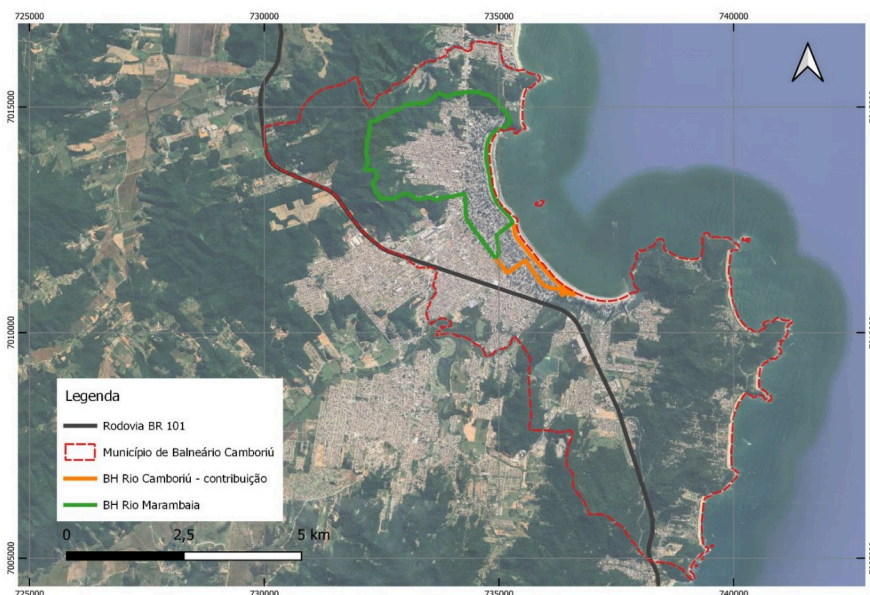 725000 730000 735000 740000
7015000
7010000
7005000
Legenda
Rodovia BR 101
Município de Balneário Camboriú
BH Rio Camboriú - contribuição
BH Rio Marambaia
0 2,5 5 km
725000 730000 735000 740000